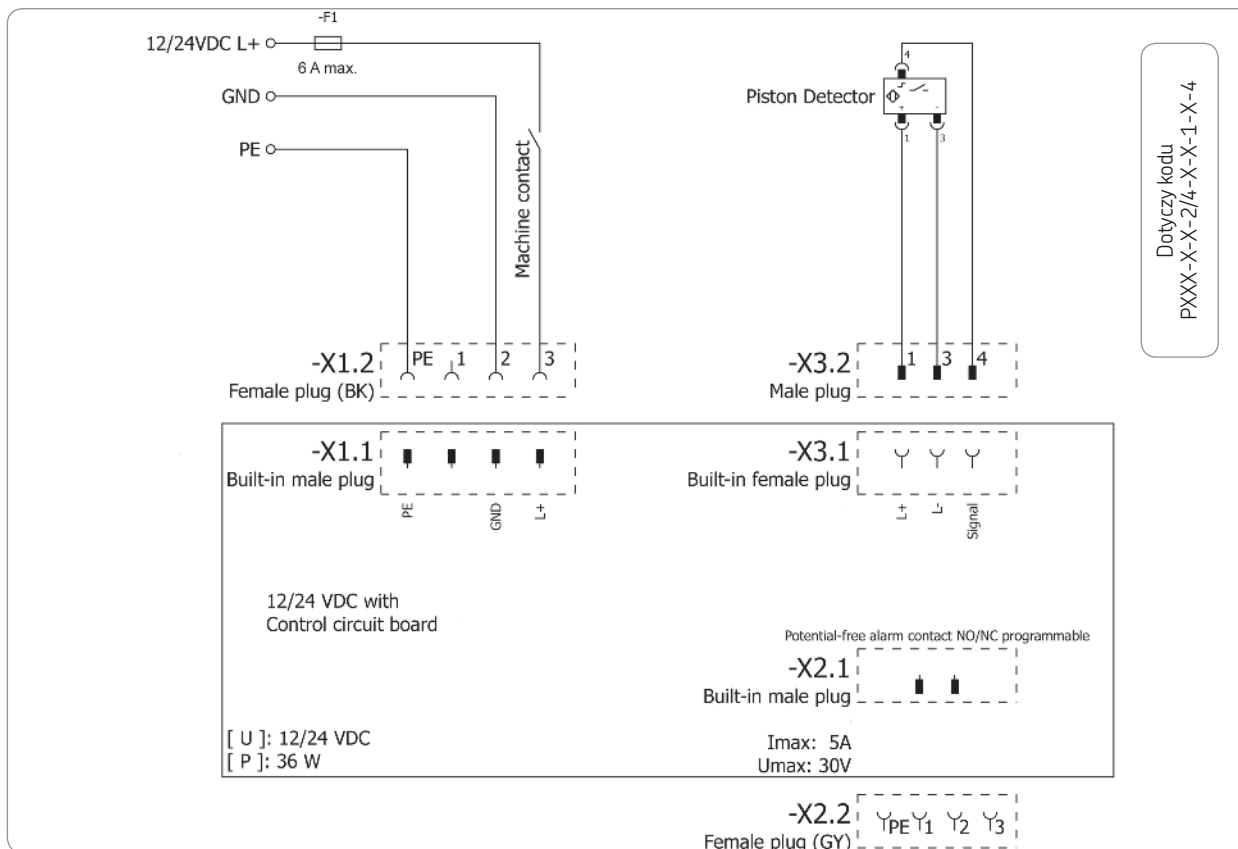 -F1
12/24VDC L+
6 A max.
GND
PE
Machine contact
4
Piston Detector
+ -
1 3
Dotyczy kodu
PXXX-X-X-2/4-X-X-1-X-4
-X1.2
PE 1 2 3
Female plug (BK)
-X3.2
1 3 4
Male plug
-X1.1
Built-in male plug
PE GND L+
-X3.1
Built-in female plug
L+ L- Signal
12/24 VDC with
Control circuit board
Potential-free alarm contact NO/NC programmable
-X2.1
Built-in male plug
[ U ]: 12/24 VDC
[ P ]: 36 W
Imax: 5A
Umax: 30V
-X2.2
PE 1 2 3
Female plug (GY)